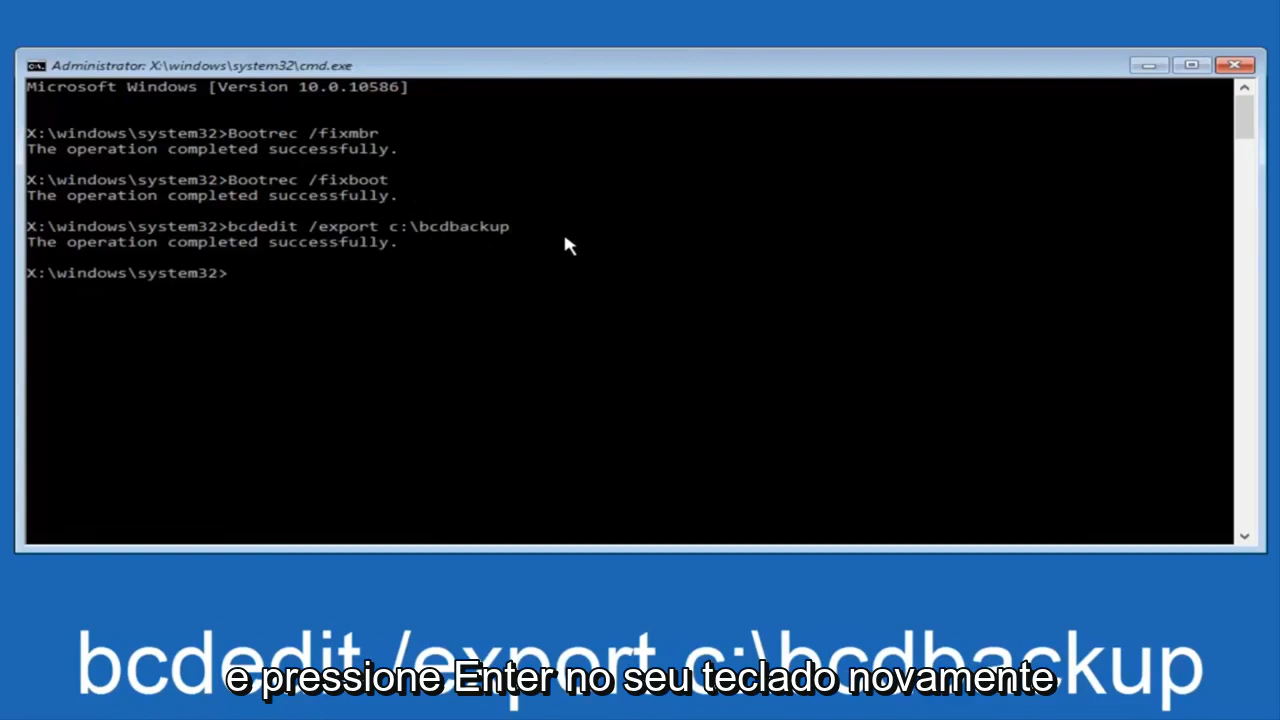 Administrator: X:\windows\system32\cmd.exe
Microsoft Windows [Version 10.0.10586]
X:\windows\system32>Bootrec /fixmbr
The operation completed successfully.
X:\windows\system32>Bootrec /fixboot
The operation completed successfully.
X:\windows\system32>bcdedit /export c:\bcdbackup
The operation completed successfully.
X:\windows\system32>
bcdedit /export c:\bcdbackup
e pressione Enter no seu teclado novamente